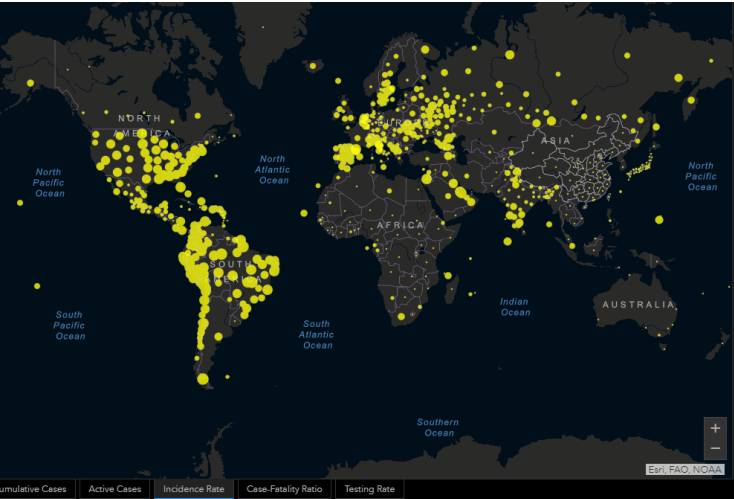 NORTH
AMERICA
EUROPE
ASIA
North
Pacific
Ocean
North
Atlantic
Ocean
North
Pacific
Ocean
AFRICA
SOUTH
AMERICA
South
Pacific
Ocean
South
Atlantic
Ocean
Indian
Ocean
AUSTRALIA
Southern
Ocean
+
−
Esri, FAO, NOAA
umulative Cases
Active Cases
Incidence Rate
Case-Fatality Ratio
Testing Rate